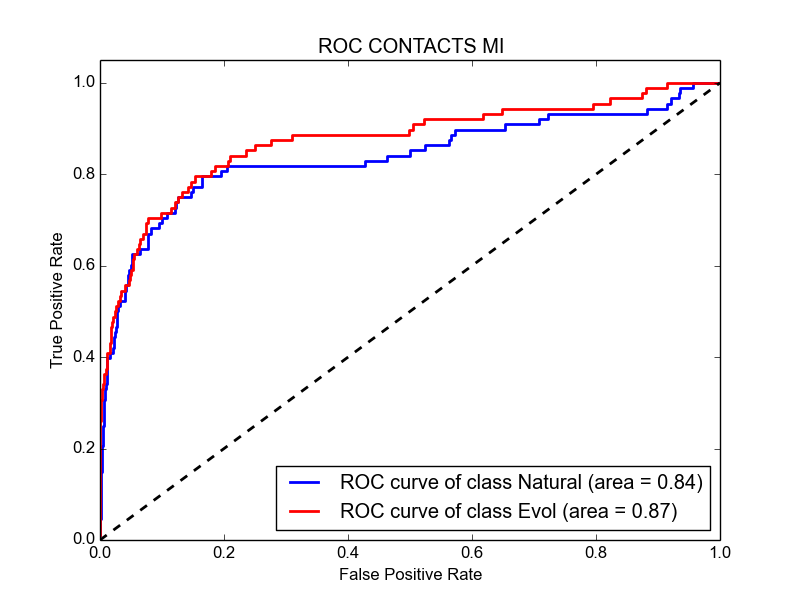 ROC CONTACTS MI
1.0
0.8
0.6
0.4
0.2
0.0
True Positive Rate
ROC curve of class Natural (area = 0.84)
ROC curve of class Evol (area = 0.87)
0.0 0.2 0.4 0.6 0.8 1.0
False Positive Rate